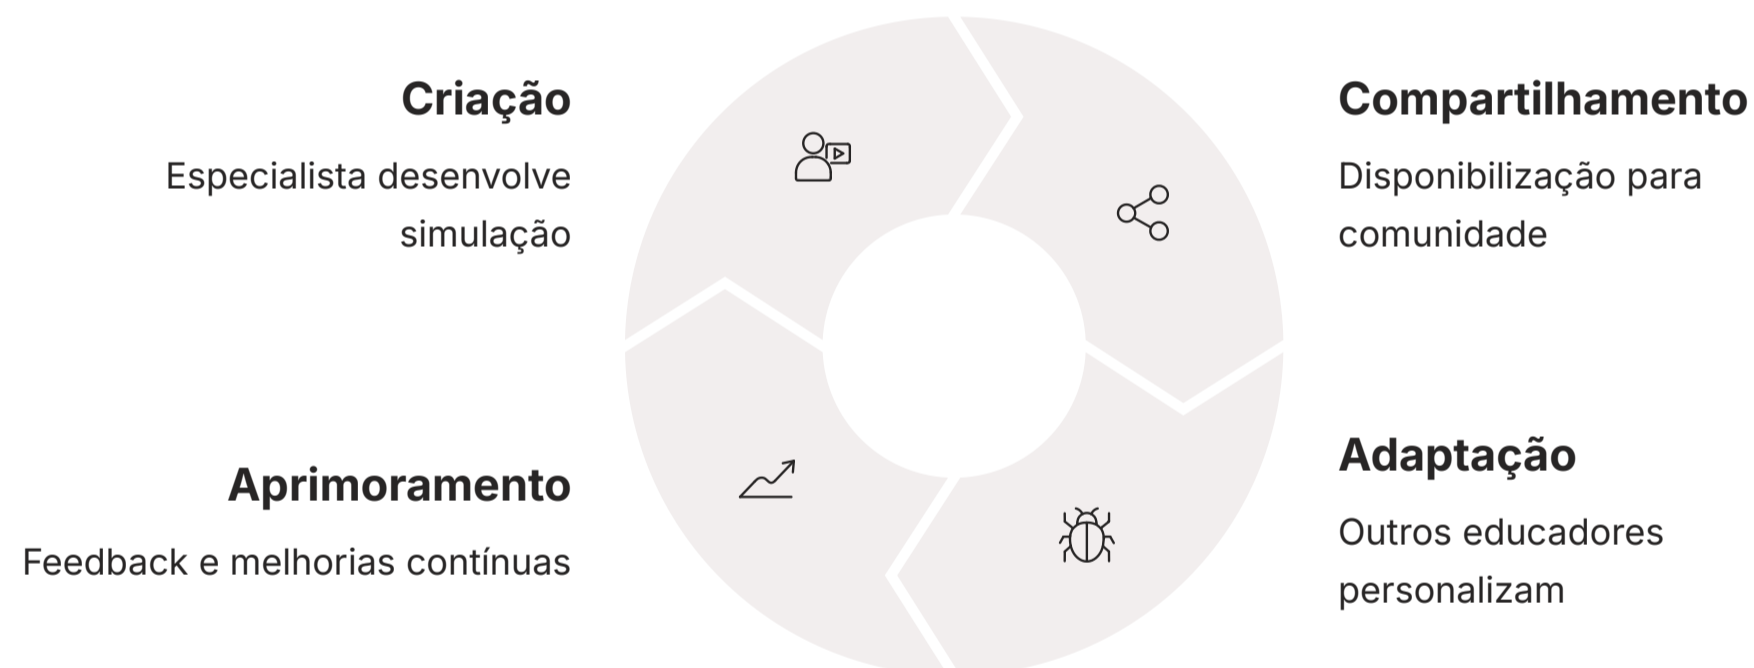 Criação
Especialista desenvolve
simulação
Compartilhamento
Disponibilização para
comunidade
Adaptação
Outros educadores
personalizam
Aprimoramento
Feedback e melhorias contínuas